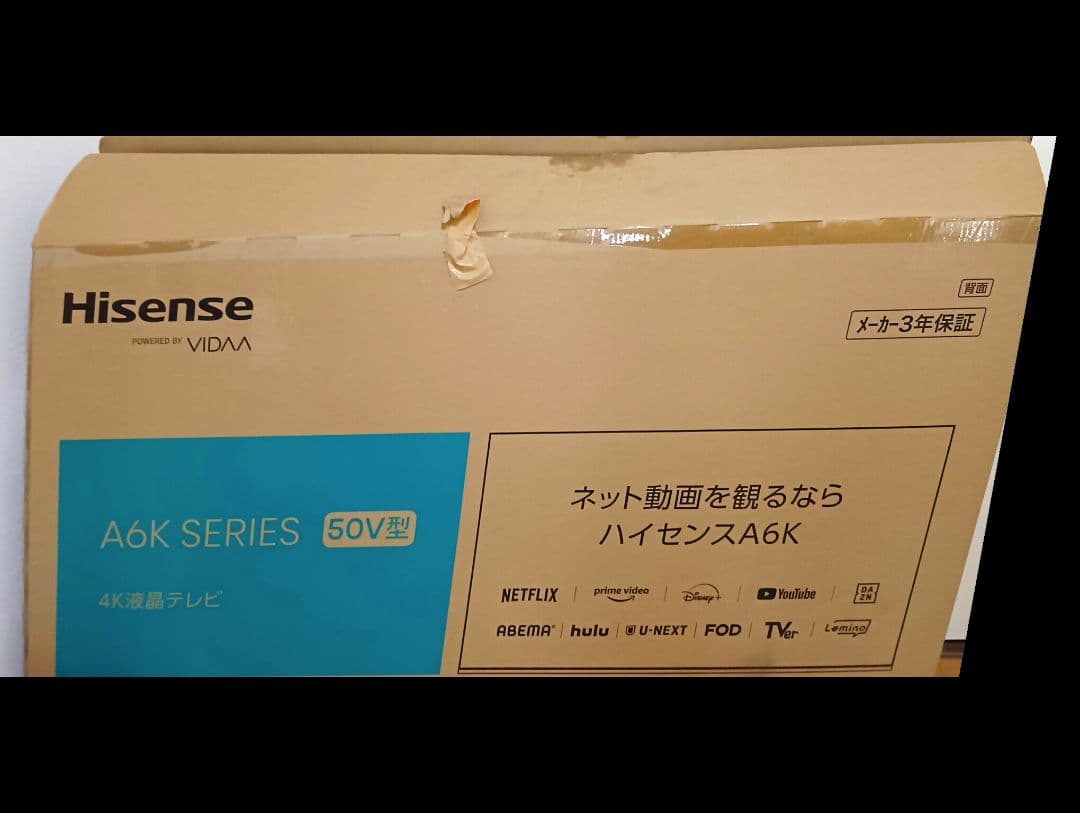 Hisense
POWERED BY VIDAA
背面
メーカー3年保証
A6K SERIES 50V型
4K液晶テレビ
ネット動画を観るなら
ハイセンスA6K
NETFLIX prime video Disney+ YouTube DAZN
ABEMA hulu U-NEXT FOD TVer Lemino